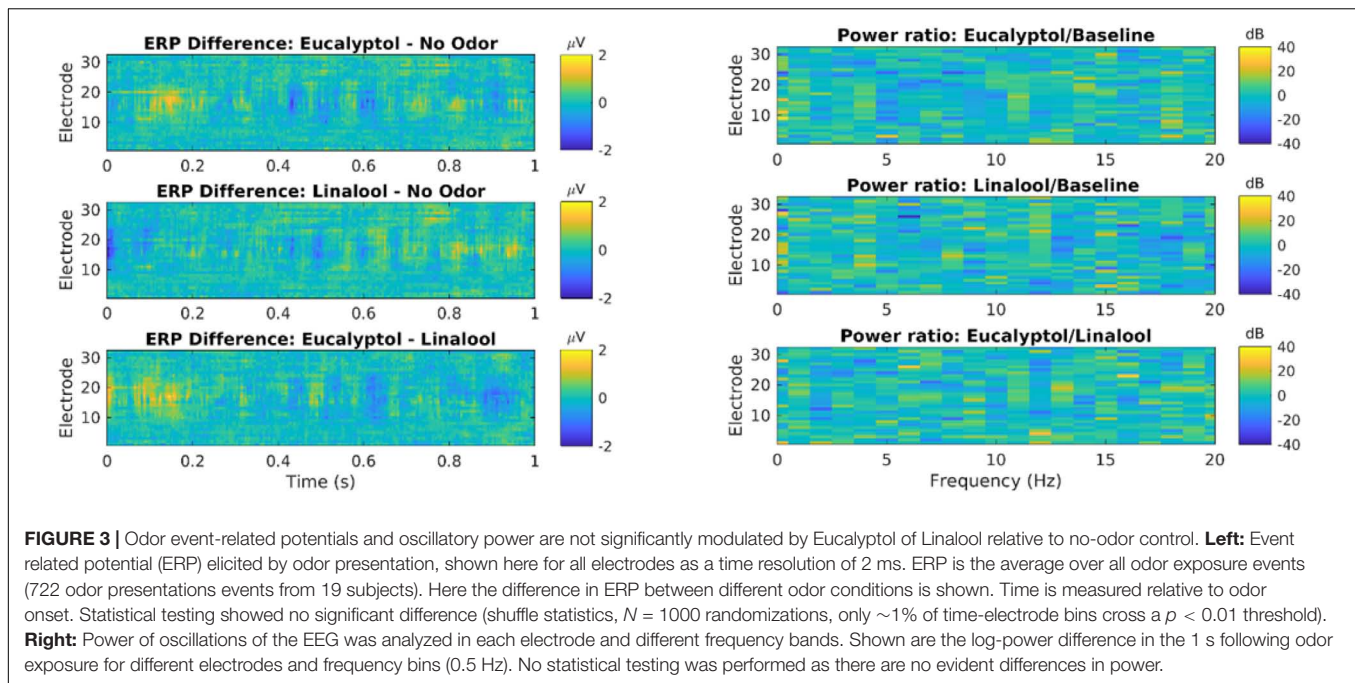 ERP Difference: Eucalyptol - No Odor
μV
Electrode
30
20
10
2
0
-2
0
0.2
0.4
0.6
0.8
1
ERP Difference: Linalool - No Odor
μV
Electrode
30
20
10
2
0
-2
0
0.2
0.4
0.6
0.8
1
ERP Difference: Eucalyptol - Linalool
μV
Electrode
30
20
10
2
0
-2
0
0.2
0.4
0.6
0.8
1
Time (s)
Power ratio: Eucalyptol/Baseline
dB
Electrode
30
20
10
40
20
0
-20
-40
0
5
10
15
20
Power ratio: Linalool/Baseline
dB
Electrode
30
20
10
40
20
0
-20
-40
0
5
10
15
20
Power ratio: Eucalyptol/Linalool
dB
Electrode
30
20
10
40
20
0
-20
-40
0
5
10
15
20
Frequency (Hz)
FIGURE 3 | Odor event-related potentials and oscillatory power are not significantly modulated by Eucalyptol of Linalool relative to no-odor control. Left: Event
related potential (ERP) elicited by odor presentation, shown here for all electrodes as a time resolution of 2 ms. ERP is the average over all odor exposure events
(722 odor presentations events from 19 subjects). Here the difference in ERP between different odor conditions is shown. Time is measured relative to odor
onset. Statistical testing showed no significant difference (shuffle statistics, N = 1000 randomizations, only ~1% of time-electrode bins cross a p < 0.01 threshold).
Right: Power of oscillations of the EEG was analyzed in each electrode and different frequency bands. Shown are the log-power difference in the 1 s following odor
exposure for different electrodes and frequency bins (0.5 Hz). No statistical testing was performed as there are no evident differences in power.